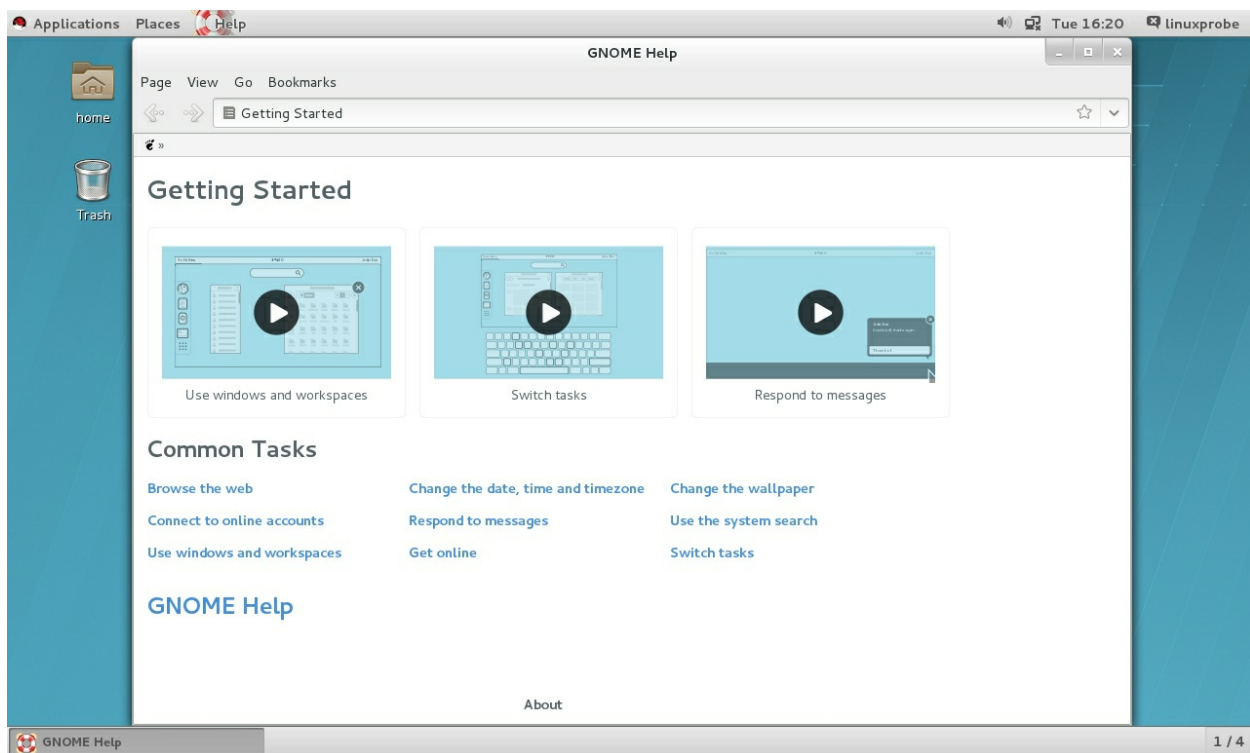 Applications Places Help Tue 16:20 linuxprobe
GNOME Help
Page View Go Bookmarks
home
Getting Started
»
Trash
Getting Started
Use windows and workspaces Switch tasks Respond to messages
Common Tasks
Browse the web Change the date, time and timezone Change the wallpaper
Connect to online accounts Respond to messages Use the system search
Use windows and workspaces Get online Switch tasks
GNOME Help
About
GNOME Help 1 / 4